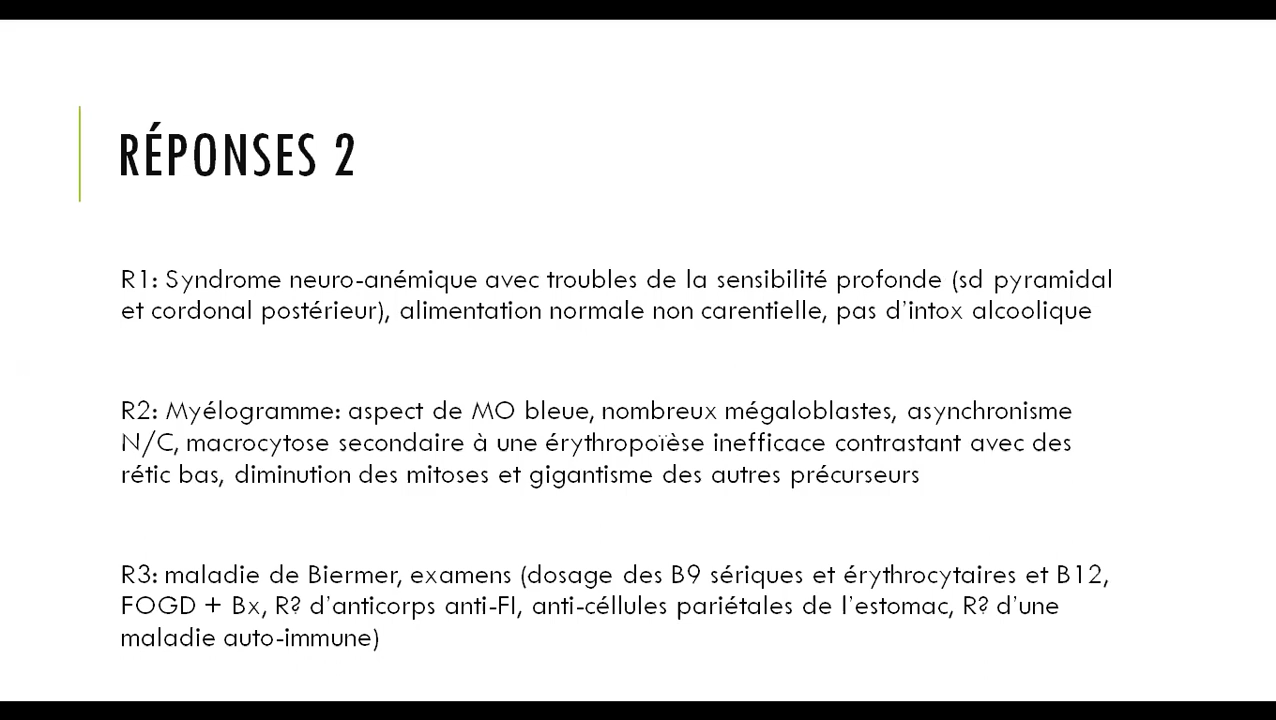 RÉPONSES 2
R1: Syndrome neuro-anémique avec troubles de la sensibilité profonde (sd pyramidal
et cordonal postérieur), alimentation normale non carentielle, pas d'intox alcoolique
R2: Myélogramme: aspect de MO bleue, nombreux mégaloblastes, asynchronisme
N/C, macrocytose secondaire à une érythropoïèse inefficace contrastant avec des
rétic bas, diminution des mitoses et gigantisme des autres précurseurs
R3: maladie de Biermer, examens (dosage des B9 sériques et érythrocytaires et B12,
FOGD + Bx, R? d'anticorps anti-FI, anti-céllules pariétales de l'estomac, R? d'une
maladie auto-immune)